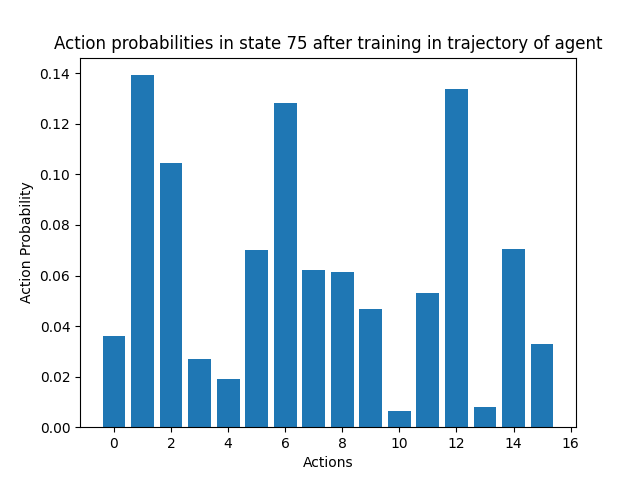 Action probabilities in state 75 after training in trajectory of agent
0.14
0.12
0.10
0.08
0.06
0.04
0.02
0.00
Action Probability
0 2 4 6 8 10 12 14 16
Actions